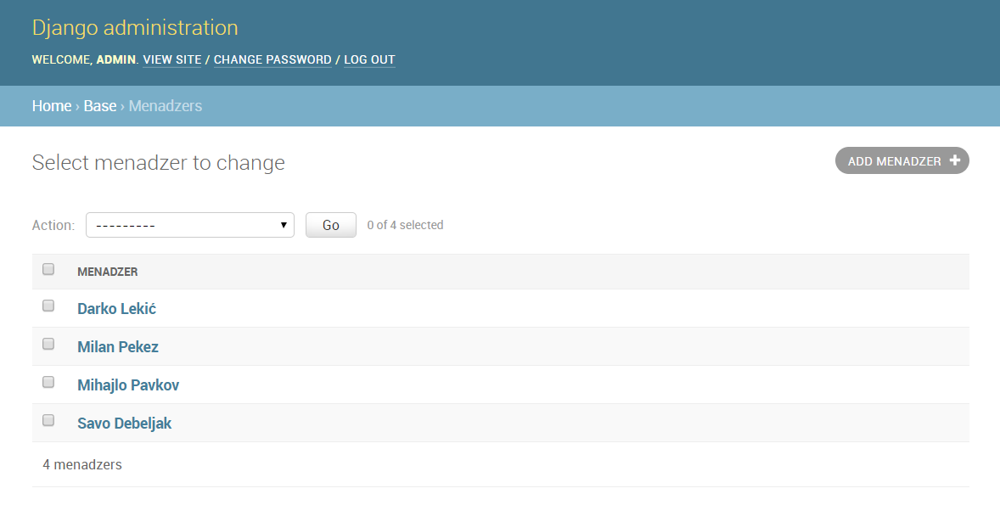 Django administration
WELCOME, ADMIN. VIEW SITE / CHANGE PASSWORD / LOG OUT
Home › Base › Menadzers
Select menadzer to change
ADD MENADZER +
Action: --------- Go 0 of 4 selected
MENADZER
Darko Lekić
Milan Pekez
Mihajlo Pavkov
Savo Debeljak
4 menadzers